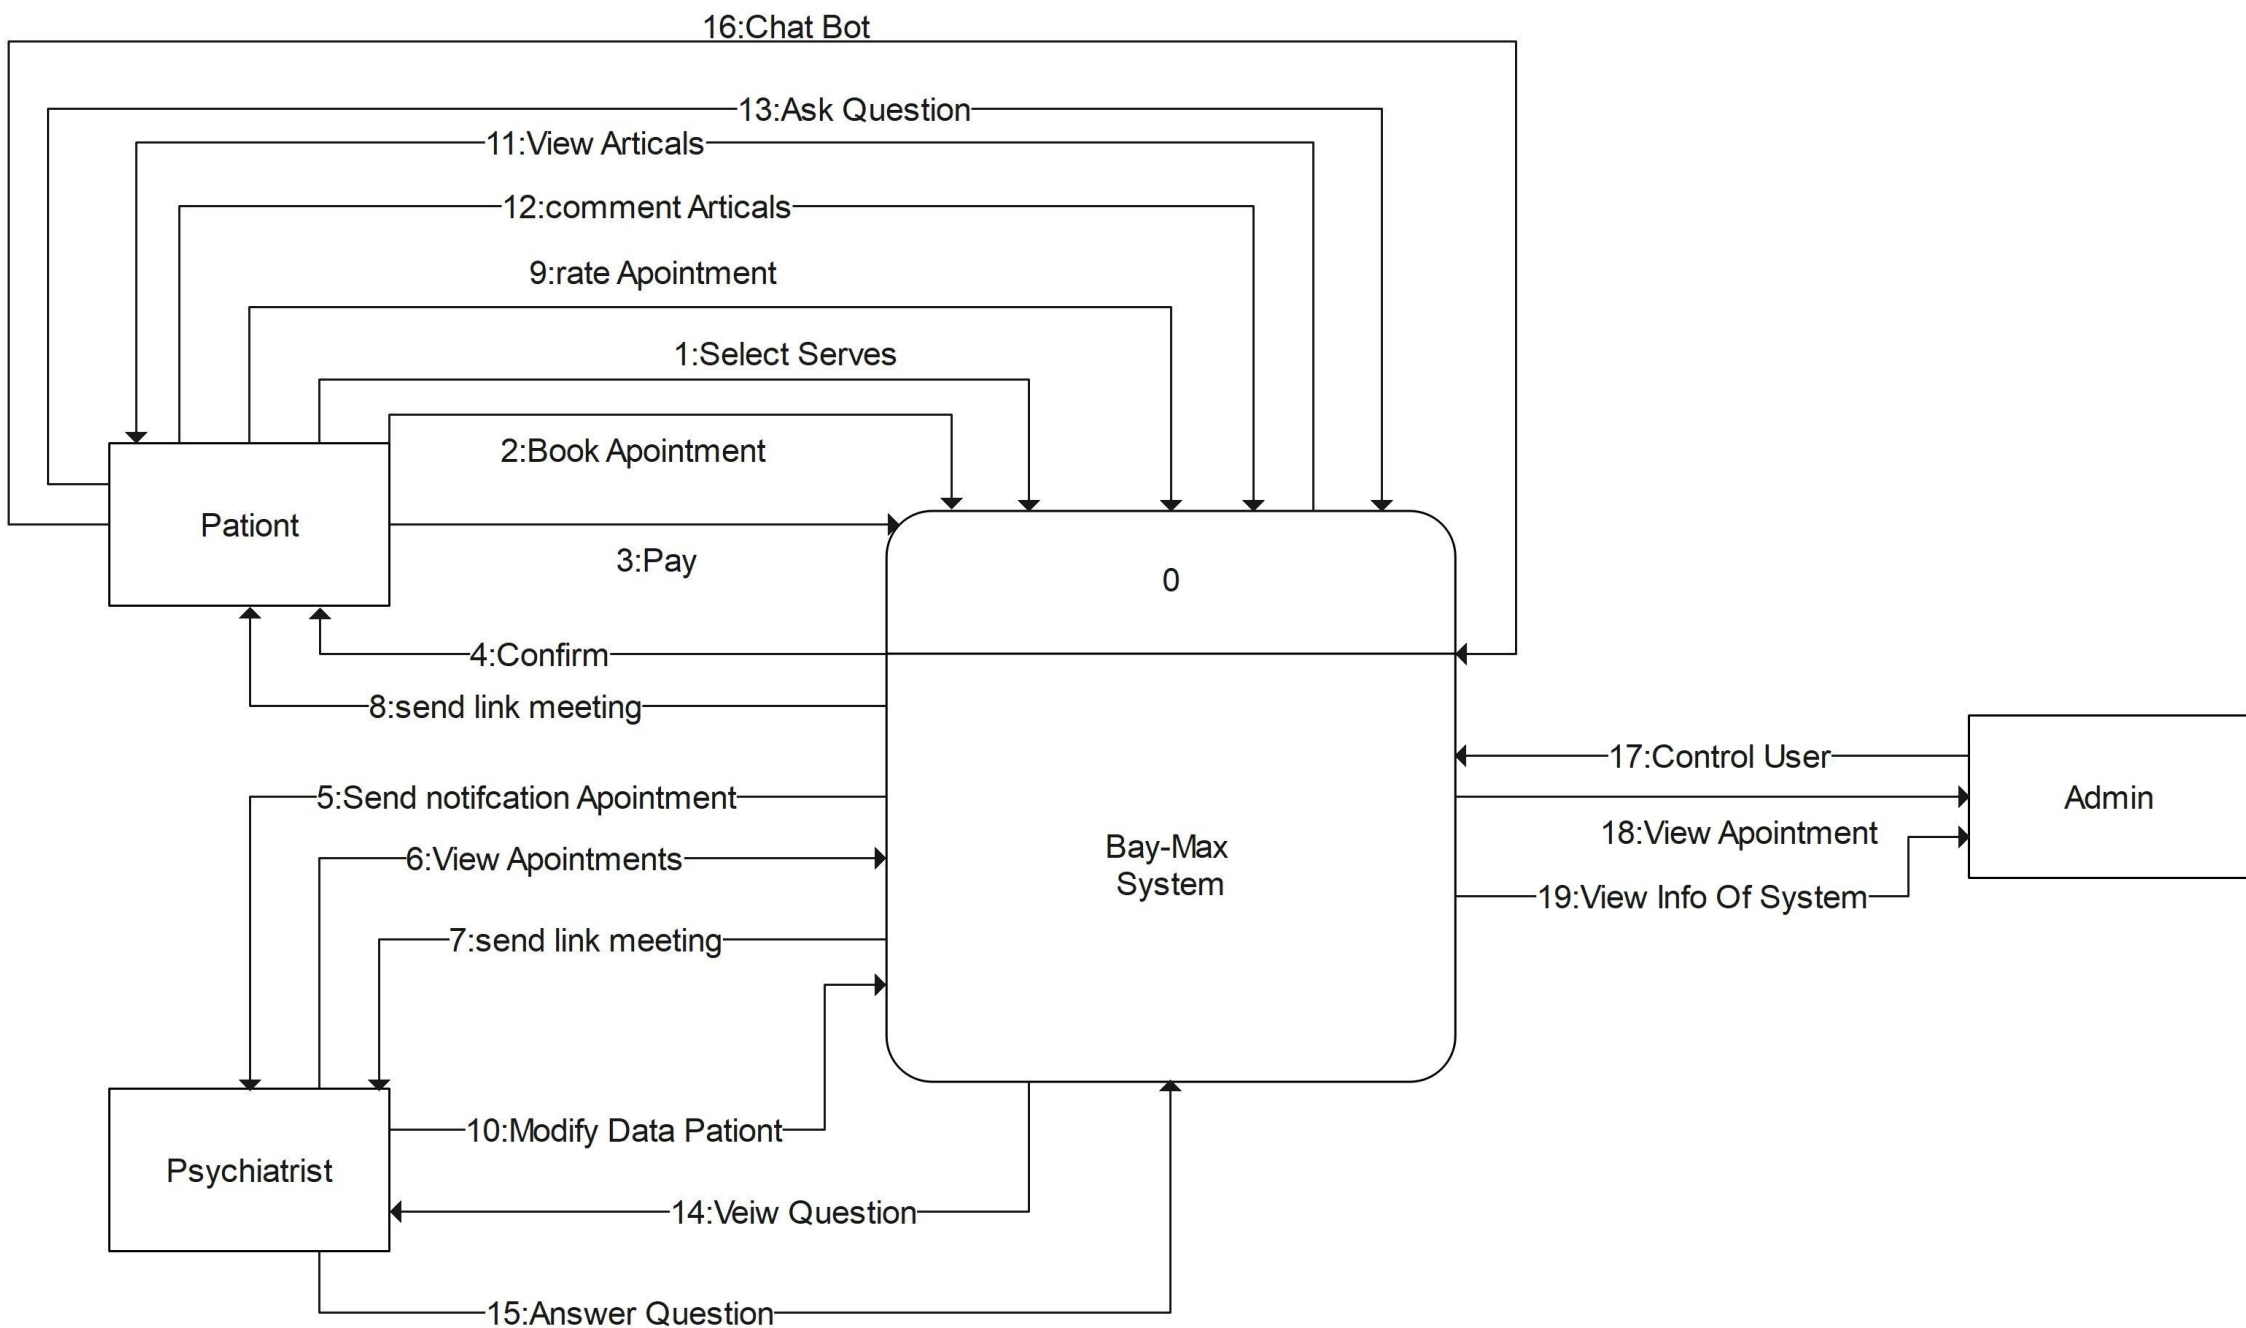 16:Chat Bot
13:Ask Question
11:View Articals
12:comment Articals
9:rate Apointment
1:Select Serves
2:Book Apointment
Pationt
3:Pay
0
4:Confirm
8:send link meeting
17:Control User
5:Send notifcation Apointment
Admin
18:View Apointment
6:View Apointments
Bay-Max
System
19:View Info Of System
7:send link meeting
10:Modify Data Pationt
Psychiatrist
14:Veiw Question
15:Answer Question